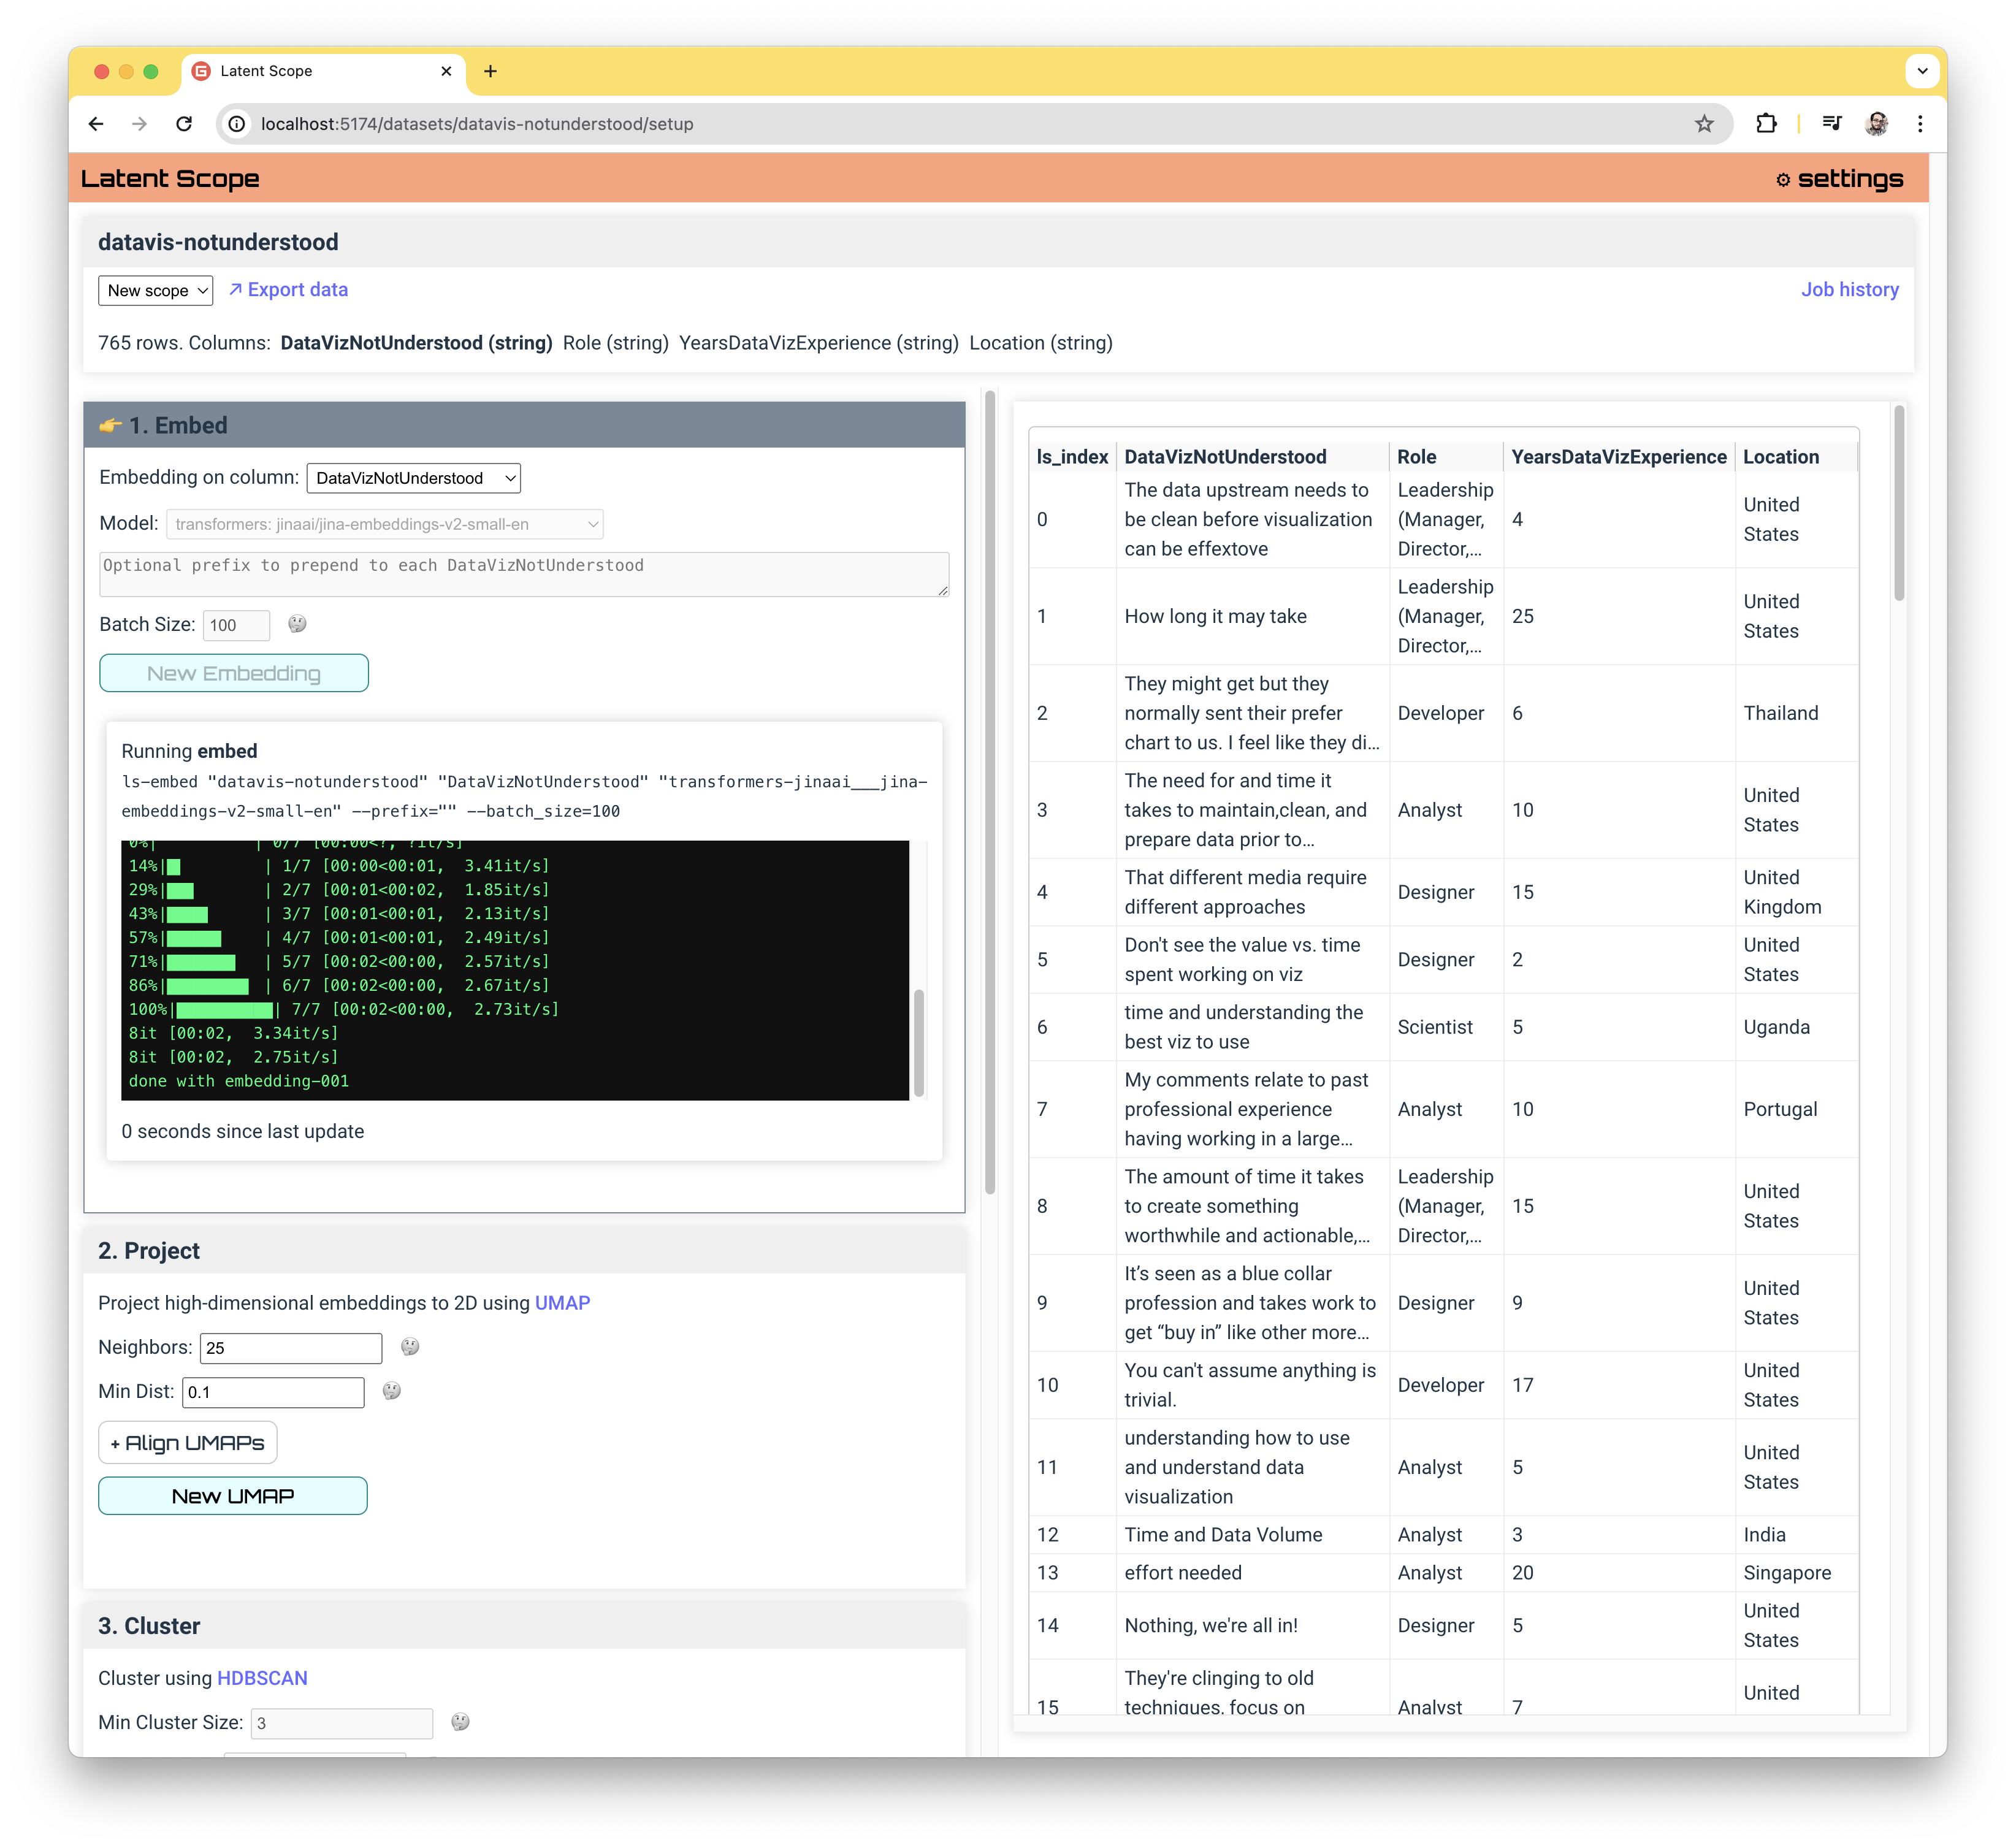 Latent Scope
localhost:5174/datasets/datavis-notunderstood/setup
Latent Scope
⚙ settings
datavis-notunderstood
New scope
↗ Export data
Job history
765 rows. Columns: DataVizNotUnderstood (string) Role (string) YearsDataVizExperience (string) Location (string)
👉 1. Embed
Embedding on column: DataVizNotUnderstood
Model: transformers: jinaai/jina-embeddings-v2-small-en
Optional prefix to prepend to each DataVizNotUnderstood
Batch Size: 100
New Embedding
Running embed
ls-embed "datavis-notunderstood" "DataVizNotUnderstood" "transformers-jinaai___jina-
embeddings-v2-small-en" --prefix="" --batch_size=100
0%| | 0/7 [00:00<?, ?it/s]
14%| | 1/7 [00:00<00:01, 3.41it/s]
29%| | 2/7 [00:01<00:02, 1.85it/s]
43%| | 3/7 [00:01<00:01, 2.13it/s]
57%| | 4/7 [00:01<00:01, 2.49it/s]
71%| | 5/7 [00:02<00:00, 2.57it/s]
86%| | 6/7 [00:02<00:00, 2.67it/s]
100%| | 7/7 [00:02<00:00, 2.73it/s]
8it [00:02, 3.34it/s]
8it [00:02, 2.75it/s]
done with embedding-001
0 seconds since last update
2. Project
Project high-dimensional embeddings to 2D using UMAP
Neighbors: 25
Min Dist: 0.1
+ Align UMAPs
New UMAP
3. Cluster
Cluster using HDBSCAN
Min Cluster Size: 3
ls_index DataVizNotUnderstood Role YearsDataVizExperience Location
0
The data upstream needs to
be clean before visualization
can be effextove
Leadership
(Manager,
Director,...
4
United
States
1
How long it may take
Leadership
(Manager,
Director,...
25
United
States
2
They might get but they
normally sent their prefer
chart to us. I feel like they di...
Developer
6
Thailand
3
The need for and time it
takes to maintain,clean, and
prepare data prior to...
Analyst
10
United
States
4
That different media require
different approaches
Designer
15
United
Kingdom
5
Don't see the value vs. time
spent working on viz
Designer
2
United
States
6
time and understanding the
best viz to use
Scientist
5
Uganda
7
My comments relate to past
professional experience
having working in a large...
Analyst
10
Portugal
8
The amount of time it takes
to create something
worthwhile and actionable,...
Leadership
(Manager,
Director,...
15
United
States
9
It’s seen as a blue collar
profession and takes work to
get “buy in” like other more...
Designer
9
United
States
10
You can't assume anything is
trivial.
Developer
17
United
States
11
understanding how to use
and understand data
visualization
Analyst
5
United
States
12
Time and Data Volume
Analyst
3
India
13
effort needed
Analyst
20
Singapore
14
Nothing, we're all in!
Designer
5
United
States
15
They're clinging to old
techniques, focus on
Analyst
7
United